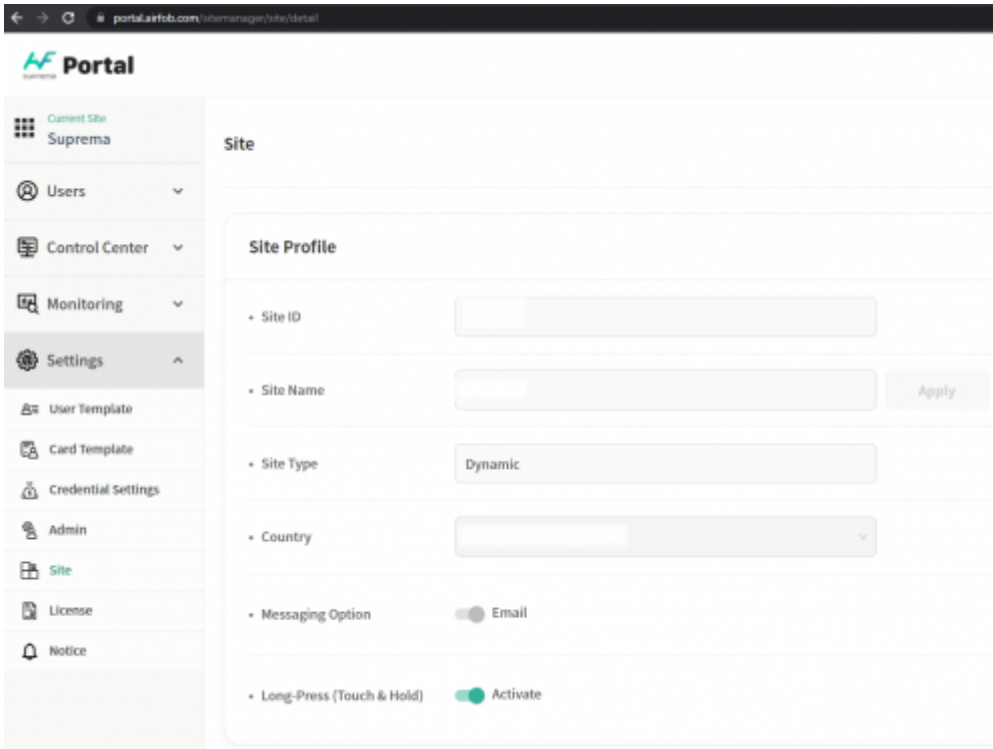 portal.airfob.com/sitemanager/site/detail
suprema
Portal
Current Site
Suprema
Users
Control Center
Monitoring
Settings
User Template
Card Template
Credential Settings
Admin
Site
License
Notice
Site
Site Profile
• Site ID
• Site Name
Apply
• Site Type
Dynamic
• Country
• Messaging Option
Email
• Long-Press (Touch & Hold)
Activate